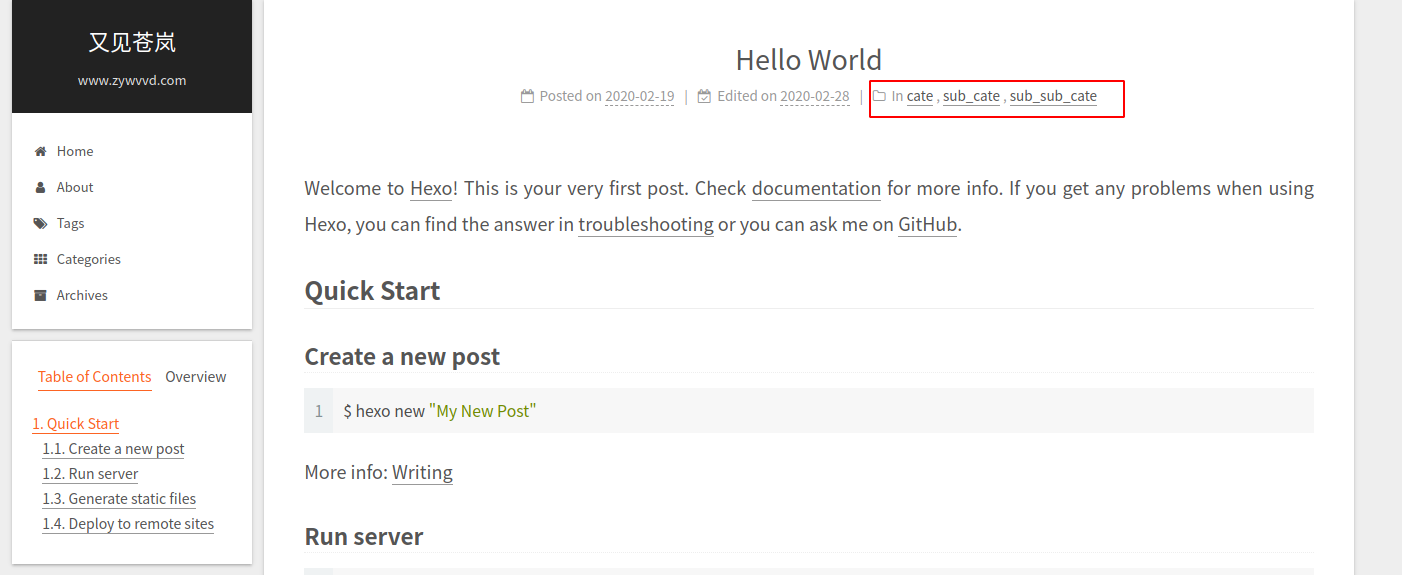 又见苍岚
www.zywvvd.com
Home
About
Tags
Categories
Archives
Table of Contents Overview
1. Quick Start
1.1. Create a new post
1.2. Run server
1.3. Generate static files
1.4. Deploy to remote sites
Hello World
Posted on 2020-02-19 | Edited on 2020-02-28 | In cate , sub_cate , sub_sub_cate
Welcome to Hexo! This is your very first post. Check documentation for more info. If you get any problems when using
Hexo, you can find the answer in troubleshooting or you can ask me on GitHub.
Quick Start
Create a new post
1 $ hexo new "My New Post"
More info: Writing
Run server